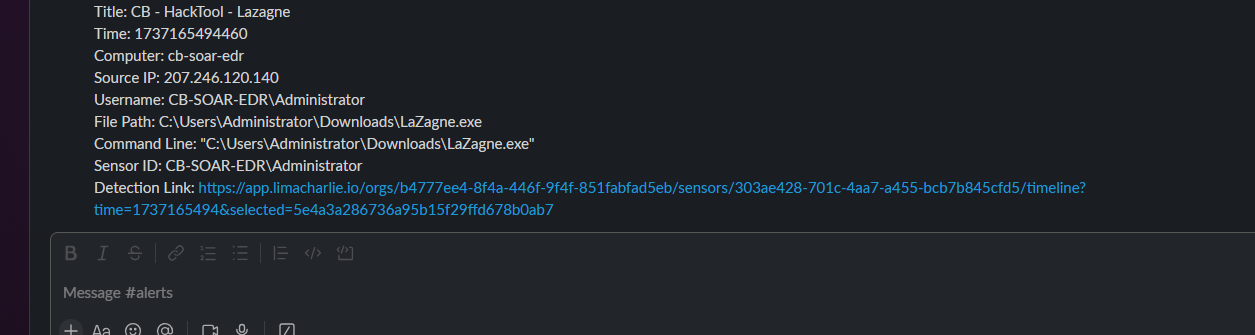 Title: CB - HackTool - Lazagne
Time: 1737165494460
Computer: cb-soar-edr
Source IP: 207.246.120.140
Username: CB-SOAR-EDR\Administrator
File Path: C:\Users\Administrator\Downloads\LaZagne.exe
Command Line: "C:\Users\Administrator\Downloads\LaZagne.exe"
Sensor ID: CB-SOAR-EDR\Administrator
Detection Link: https://app.limacharlie.io/orgs/b4777ee4-8f4a-446f-9f4f-851fabfad5eb/sensors/303ae428-701c-4aa7-a455-bcb7b845cfd5/timeline?
time=1737165494&selected=5e4a3a286736a95b15f29ffd678b0ab7
B I S
Message #alerts
Aa